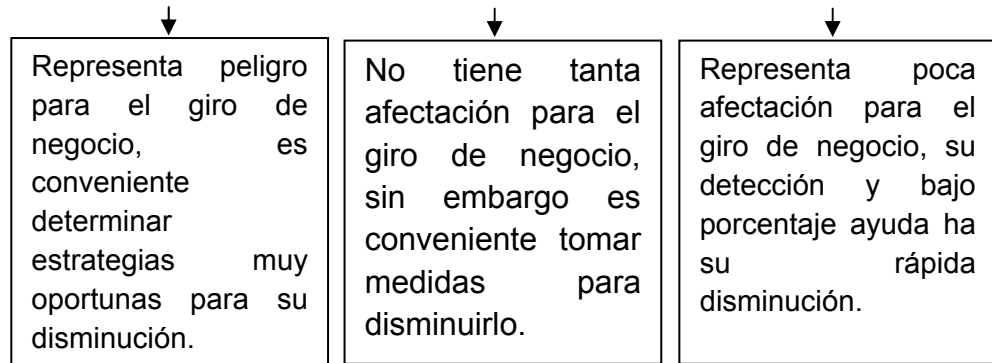 Representa peligro
para el giro de
negocio, es
conveniente
determinar
estrategias muy
oportunas para su
disminución.
No tiene tanta
afectación para el
giro de negocio,
sin embargo es
conveniente tomar
medidas para
disminuirlo.
Representa poca
afectación para el
giro de negocio, su
detección y bajo
porcentaje ayuda ha
su rápida
disminución.